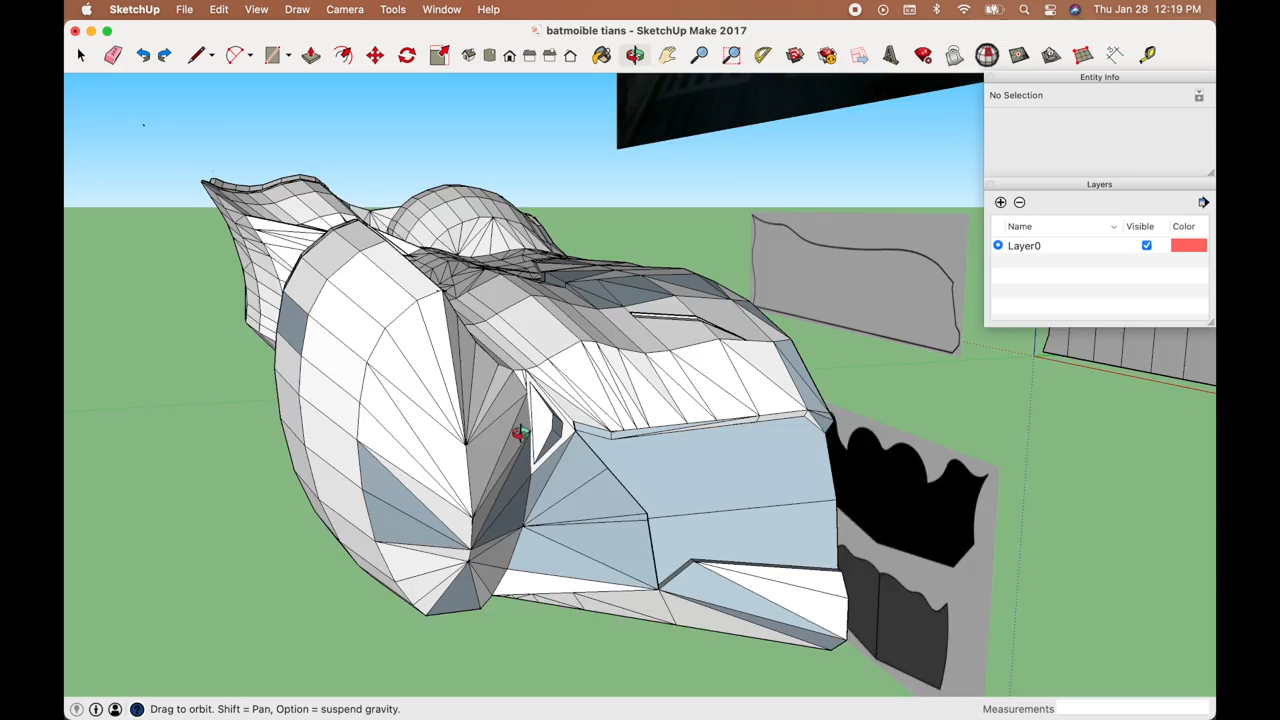 SketchUp File Edit View Draw Camera Tools Window Help Thu Jan 28 12:19 PM
batmoible tians - SketchUp Make 2017
Entity Info
No Selection
Layers
Name Visible Color
Layer0
Drag to orbit. Shift = Pan, Option = suspend gravity. Measurements